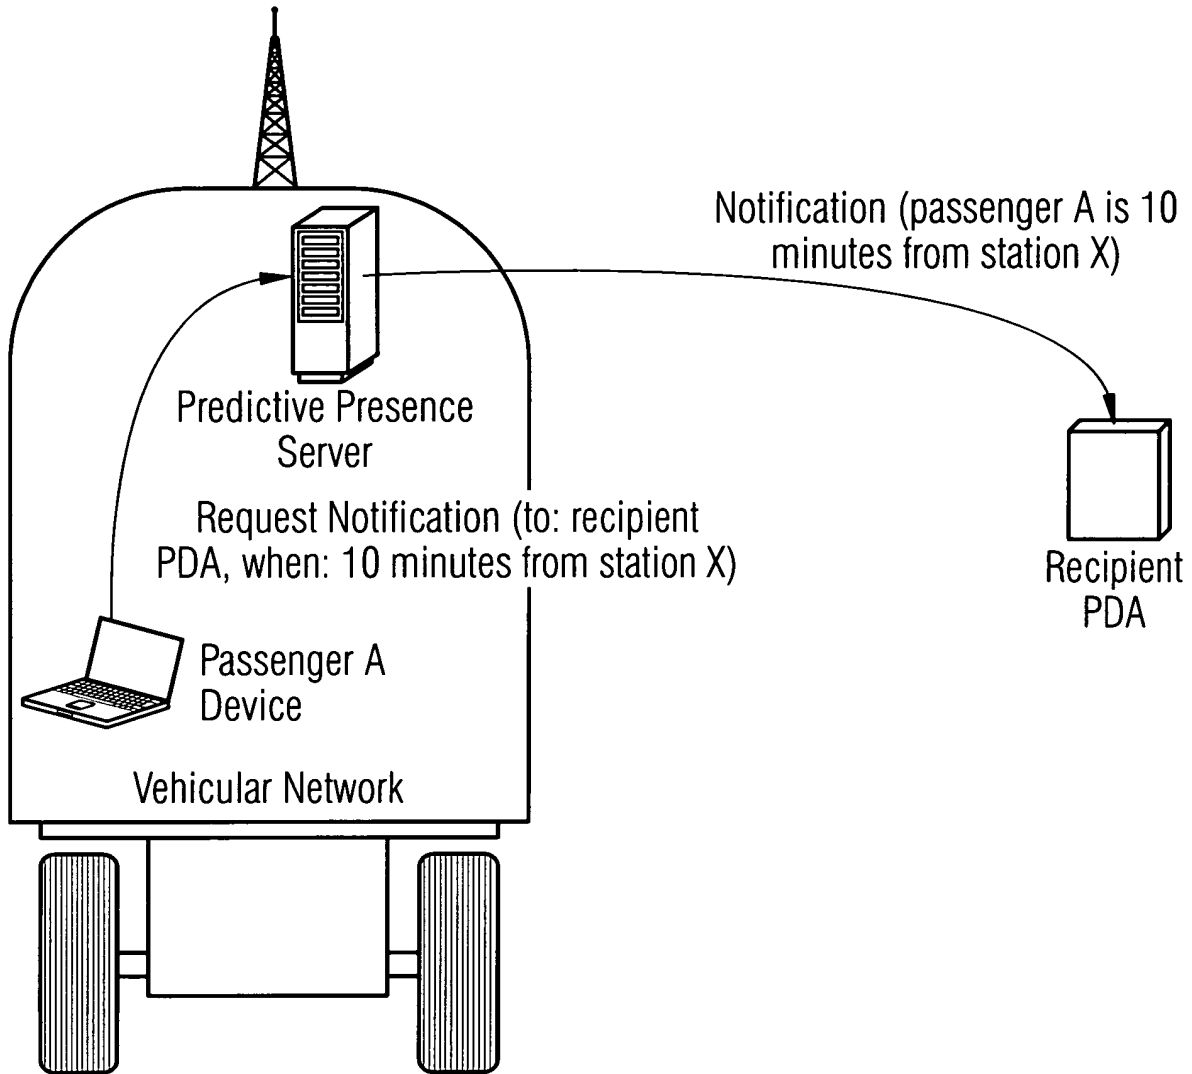 Notification (passenger A is 10
minutes from station X)
Predictive Presence
Server
Request Notification (to: recipient
PDA, when: 10 minutes from station X)
Recipient
PDA
Passenger A
Device
Vehicular Network